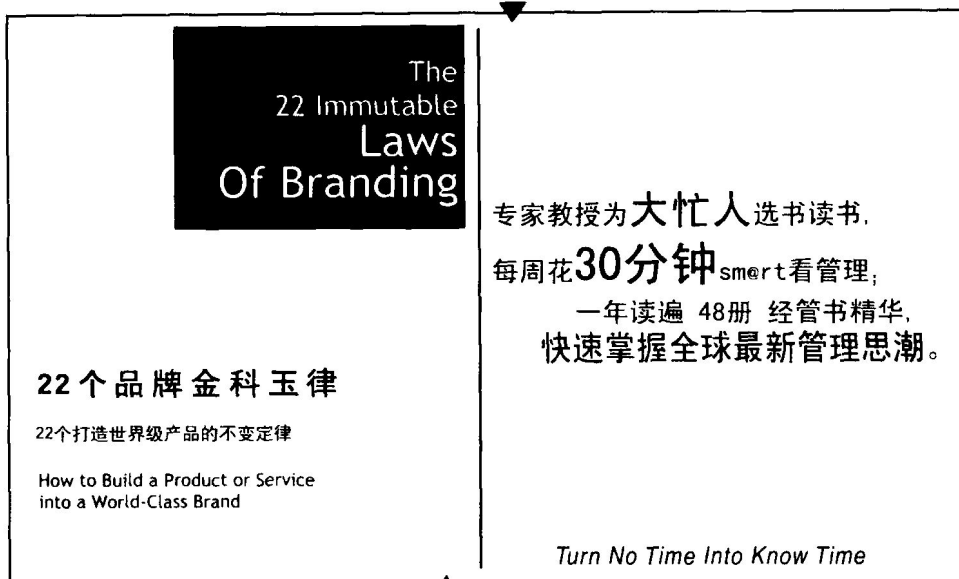 The
22 Immutable
Laws
Of Branding
22个品牌金科玉律
22个打造世界级产品的不变定律
How to Build a Product or Service
into a World-Class Brand
专家教授为大忙人选书读书,
每周花30分钟sm@rt看管理;
一年读遍 48册 经管书精华,
快速掌握全球最新管理思潮。
Turn No Time Into Know Time